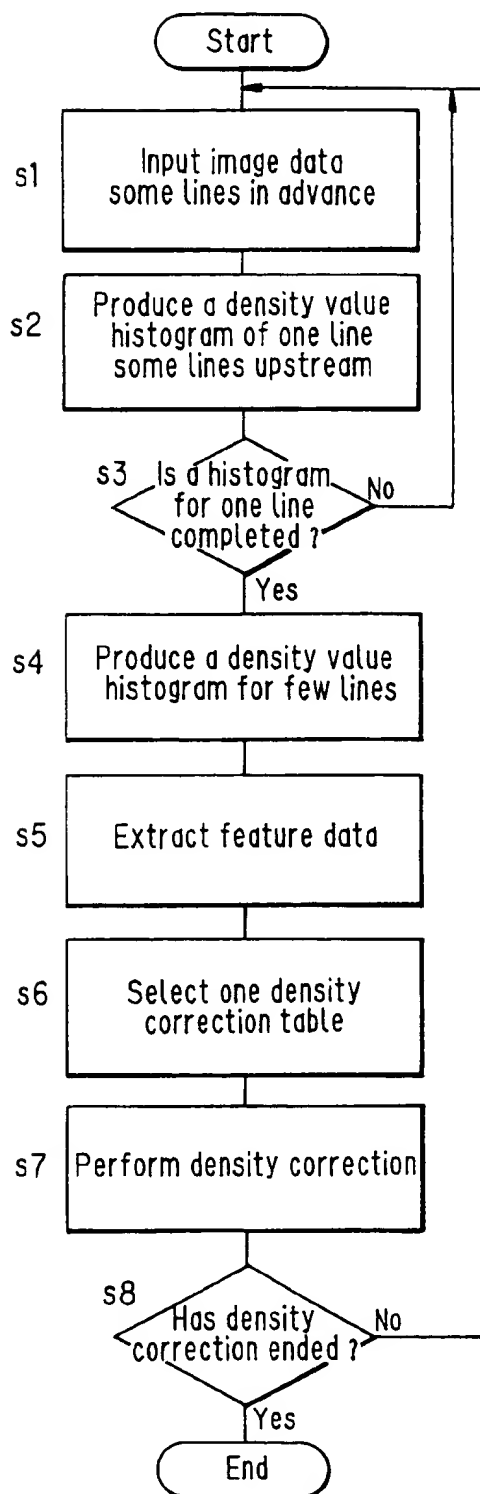 Start
s1
Input image data
some lines in advance
s2
Produce a density value
histogram of one line
some lines upstream
s3
Is a histogram
for one line
completed ?
No
Yes
s4
Produce a density value
histogram for few lines
s5
Extract feature data
s6
Select one density
correction table
s7
Perform density correction
s8
Has density
correction ended ?
No
Yes
End